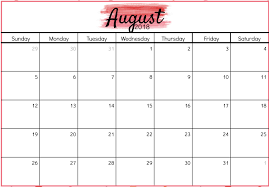 August
2018
Sunday Monday Tuesday Wednesday Thursday Friday Saturday
29 30 31 1 2 3 4
5 6 7 8 9 10 11
12 13 14 15 16 17 18
19 20 21 22 23 24 25
26 27 28 29 30 31 1